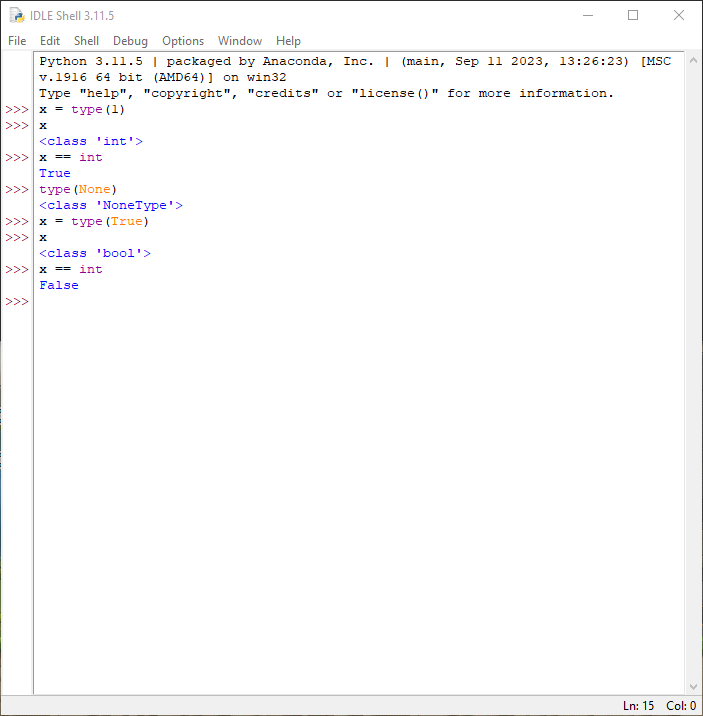 IDLE Shell 3.11.5
File Edit Shell Debug Options Window Help
Python 3.11.5 | packaged by Anaconda, Inc. | (main, Sep 11 2023, 13:26:23) [MSC
v.1916 64 bit (AMD64)] on win32
Type "help", "copyright", "credits" or "license()" for more information.
>>> x = type(1)
>>> x
<class 'int'>
>>> x == int
True
>>> type(None)
<class 'NoneType'>
>>> x = type(True)
>>> x
<class 'bool'>
>>> x == int
False
>>>
Ln: 15 Col: 0